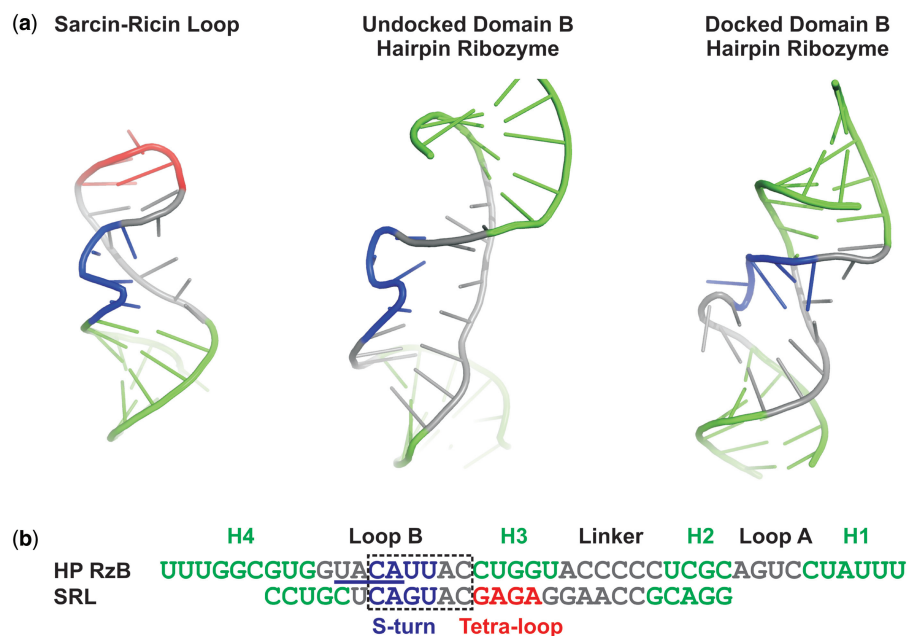 (a) Sarcin-Ricin Loop Undocked Domain B Docked Domain B
Hairpin Ribozyme Hairpin Ribozyme
(b) H4 Loop B H3 Linker H2 Loop A H1
HP RzB UUUGGCGUGGUACAUUACCUGGUACCCCCUCGCAGUCCUAUUU
SRL CCUGCUCAGUACGAGAGGAACCGCAGG
S-turn Tetra-loop